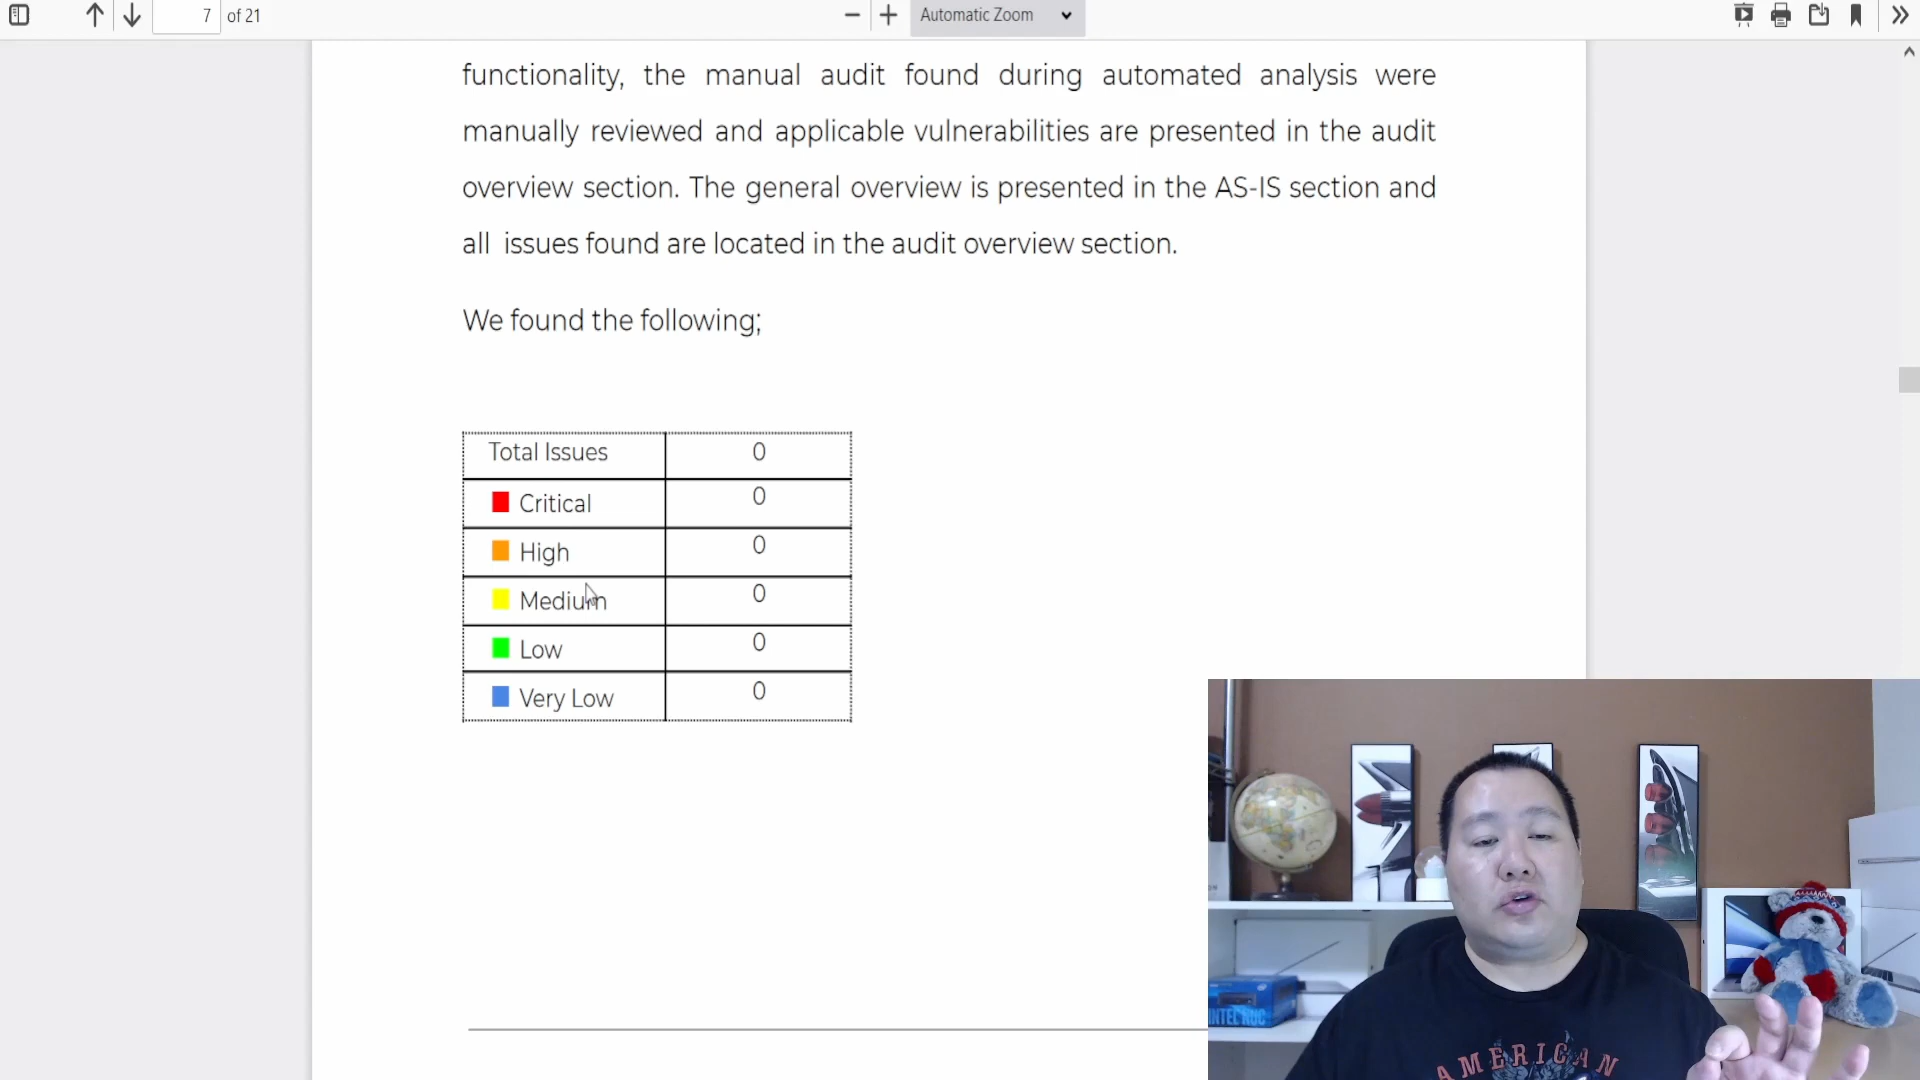 7 of 21
Automatic Zoom
functionality, the manual audit found during automated analysis were
manually reviewed and applicable vulnerabilities are presented in the audit
overview section. The general overview is presented in the AS-IS section and
all issues found are located in the audit overview section.
We found the following;
Total Issues 0
Critical 0
High 0
Medium 0
Low 0
Very Low 0
INTEL NUC
AMERICAN